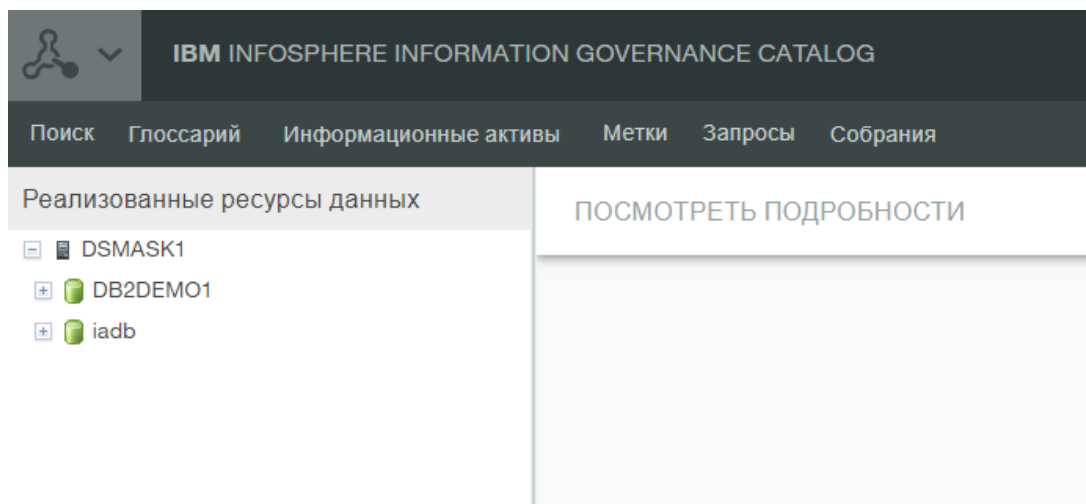 IBM INFOSPHERE INFORMATION GOVERNANCE CATALOG
Поиск Глоссарий Информационные активы Метки Запросы Собрания
Реализованные ресурсы данных
ПОСМОТРЕТЬ ПОДРОБНОСТИ
DSMASK1
DB2DEMO1
iadb